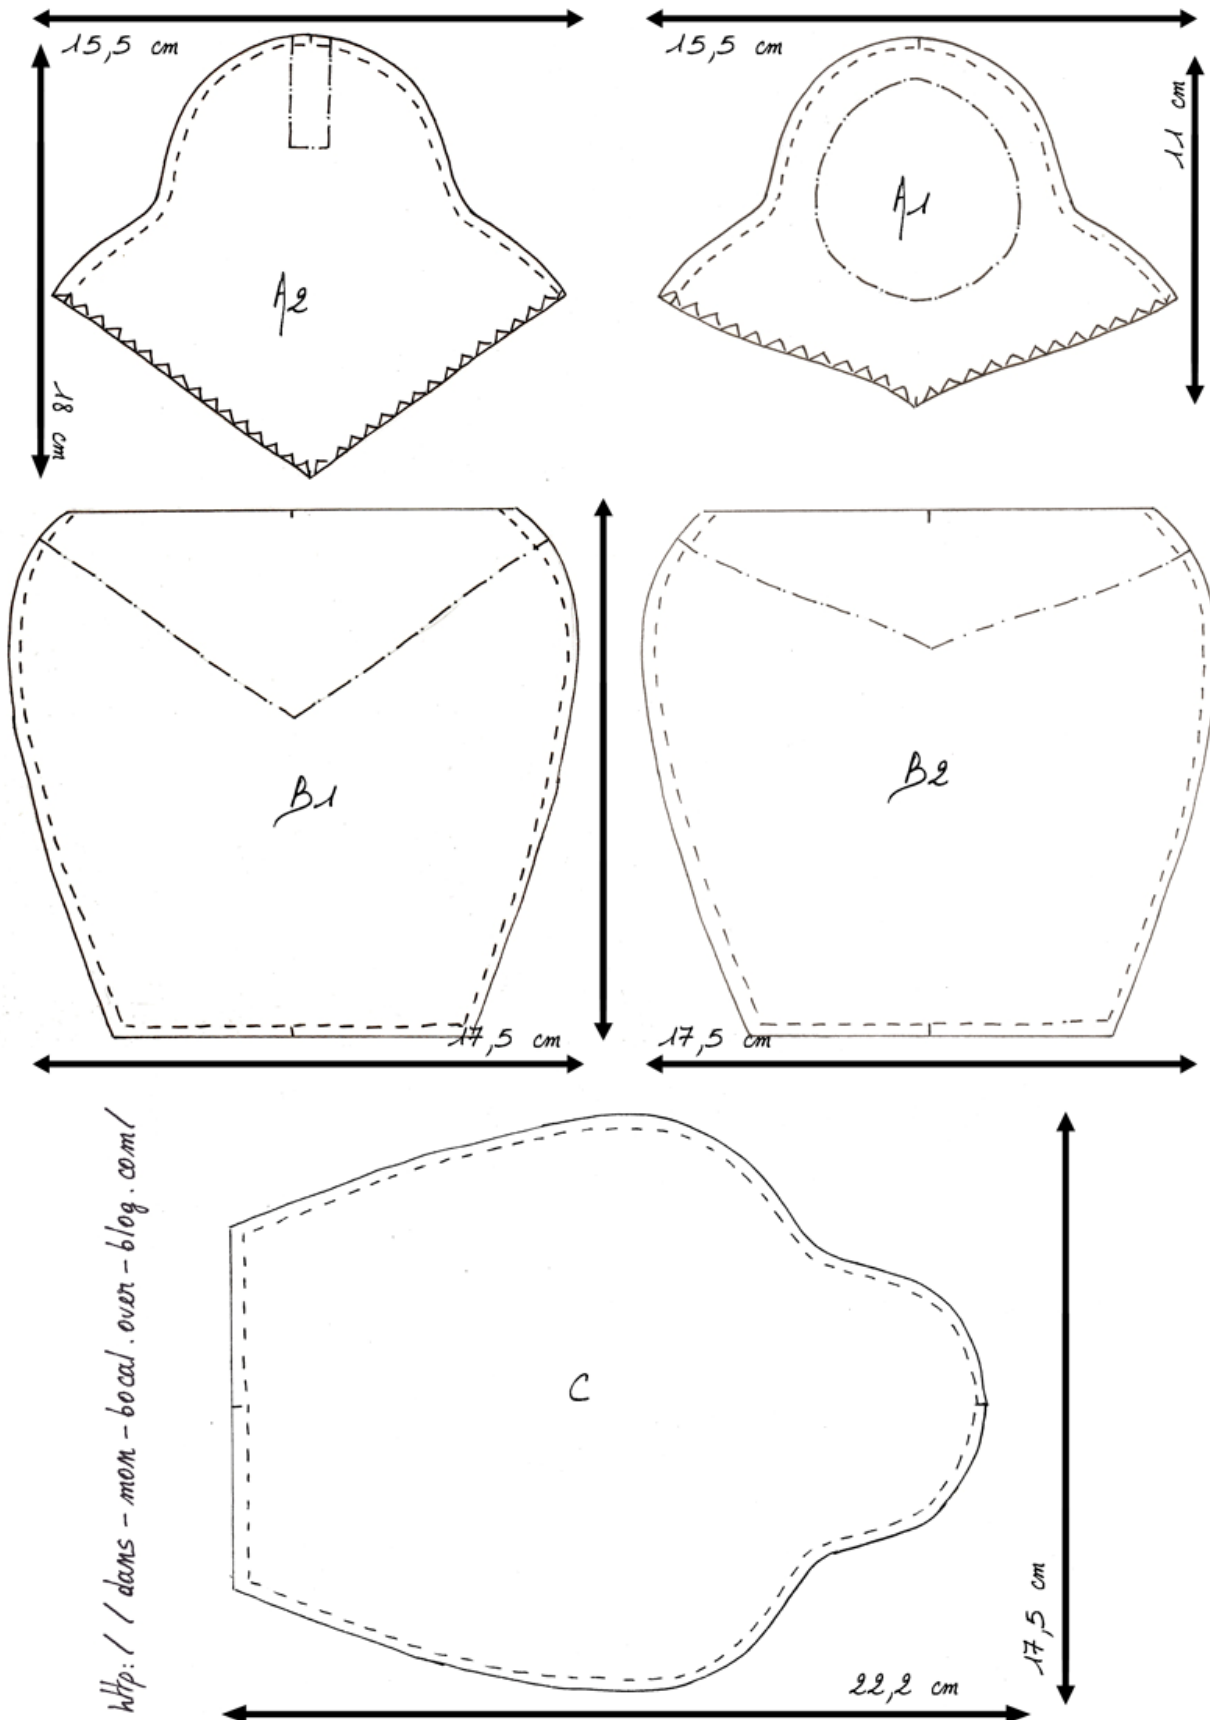 15,5 cm
15,5 cm
11 cm
A1
A2
18 cm
B1
B2
17,5 cm
17,5 cm
http://dans-mon-bocal.over-blog.com/
C
17,5 cm
22,2 cm